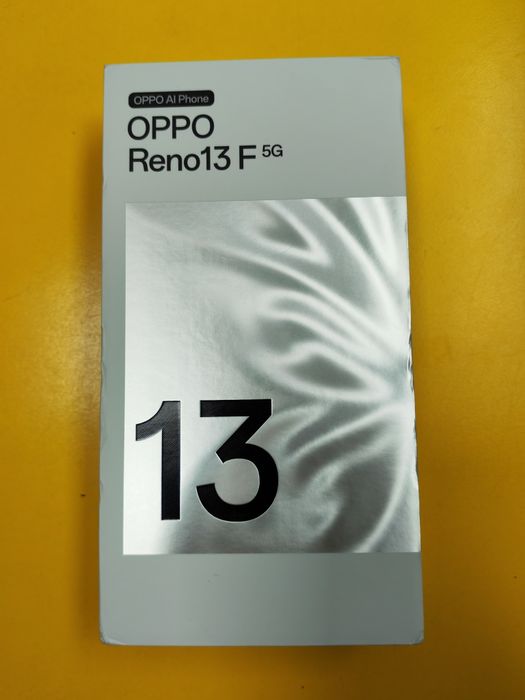 OPPO AI Phone
OPPO
Reno13 F 5G
13